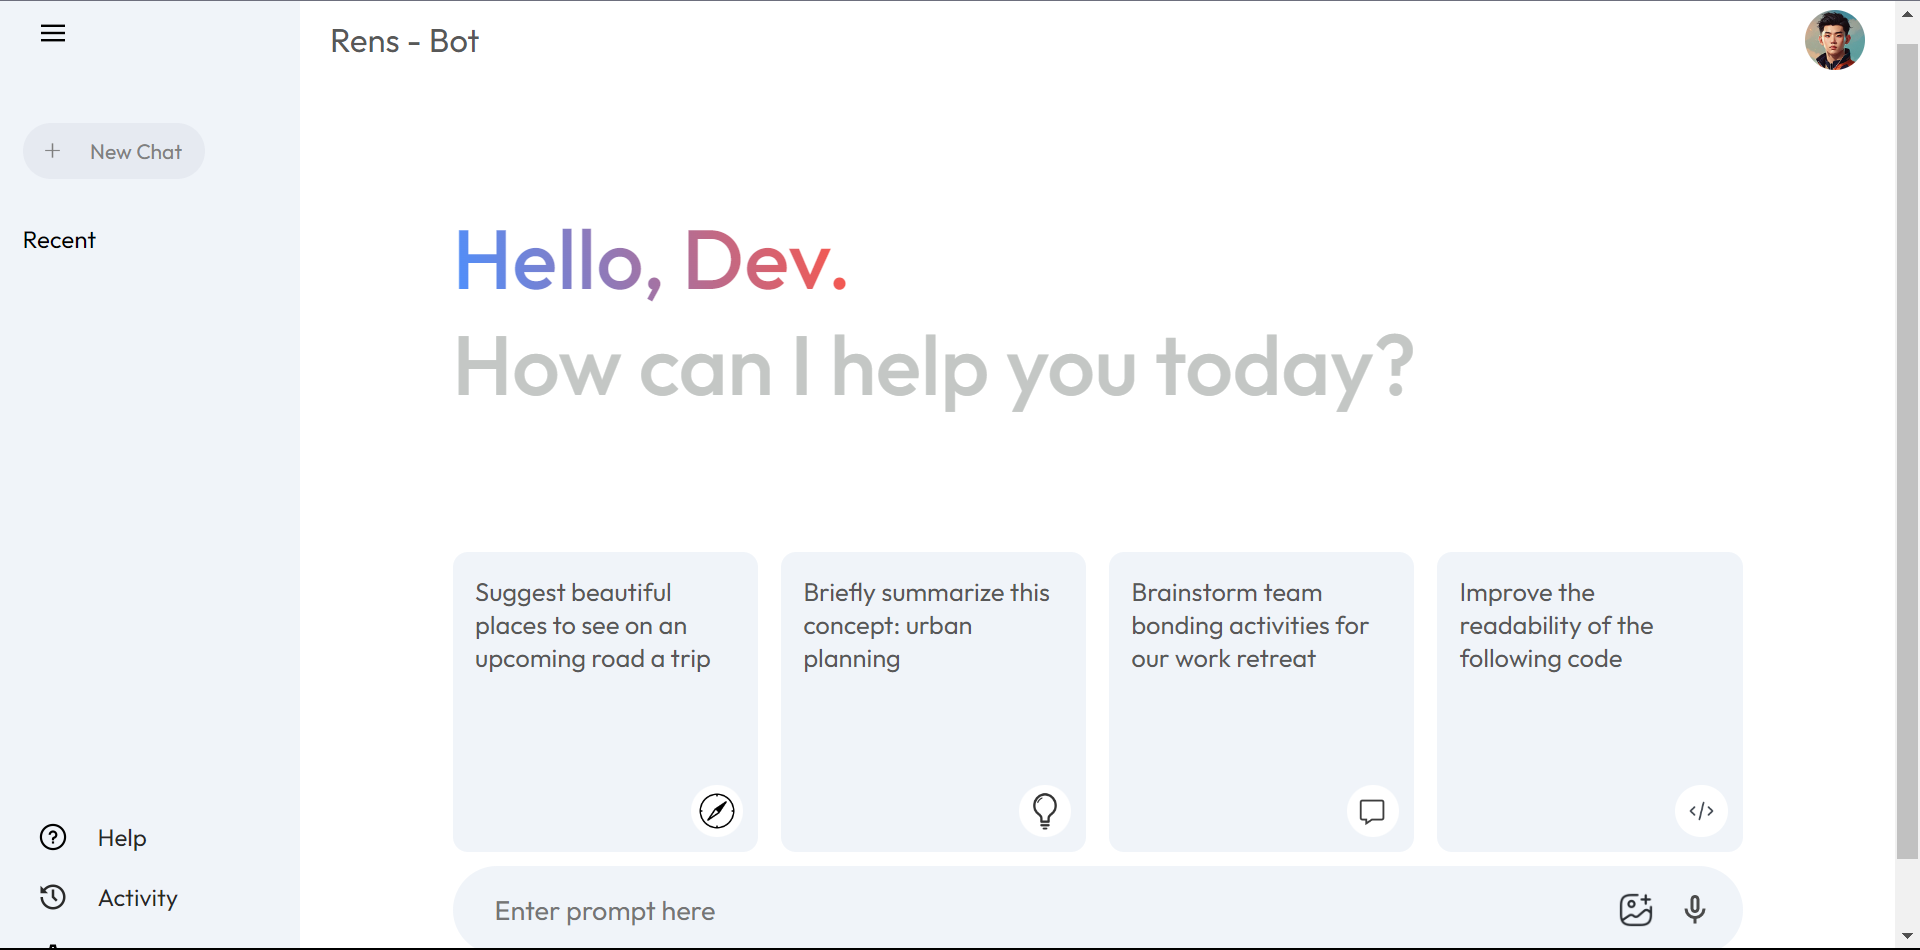 Rens - Bot
New Chat
Recent
Hello, Dev.
How can I help you today?
Suggest beautiful
places to see on an
upcoming road a trip
Briefly summarize this
concept: urban
planning
Brainstorm team
bonding activities for
our work retreat
Improve the
readability of the
following code
Help
Activity
Enter prompt here